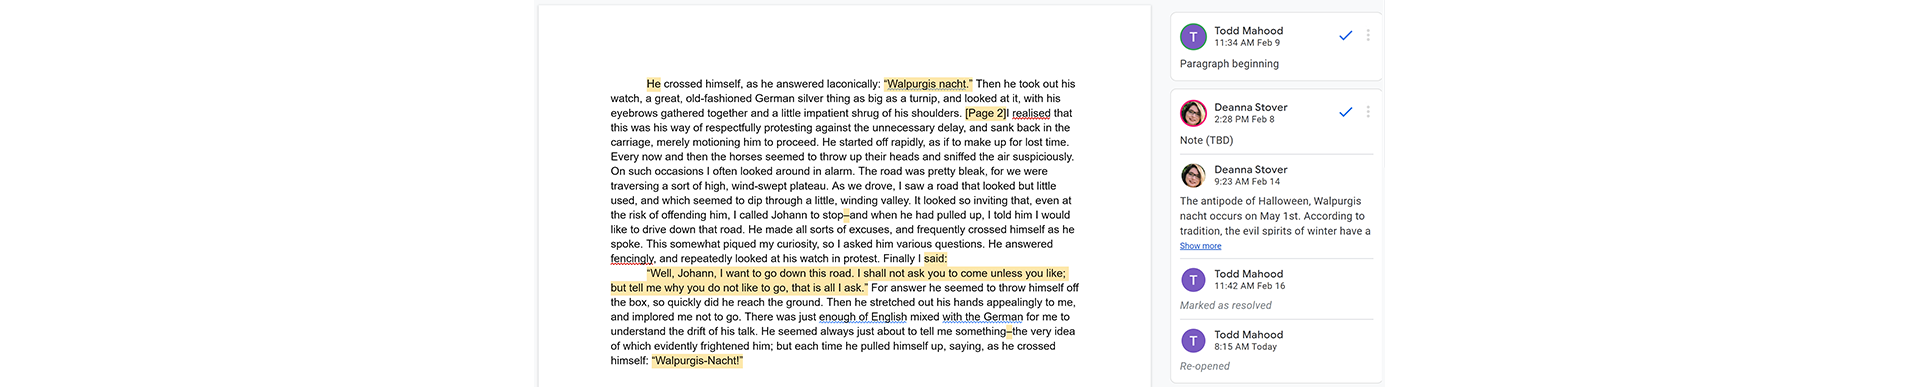 He crossed himself, as he answered laconically: “Walpurgis nacht.” Then he took out his
watch, a great, old-fashioned German silver thing as big as a turnip, and looked at it, with his
eyebrows gathered together and a little impatient shrug of his shoulders. [Page 2]I realised that
this was his way of respectfully protesting against the unnecessary delay, and sank back in the
carriage, merely motioning him to proceed. He started off rapidly, as if to make up for lost time.
Every now and then the horses seemed to throw up their heads and sniffed the air suspiciously.
On such occasions I often looked around in alarm. The road was pretty bleak, for we were
traversing a sort of high, wind-swept plateau. As we drove, I saw a road that looked but little
used, and which seemed to dip through a little, winding valley. It looked so inviting that, even at
the risk of offending him, I called Johann to stop–and when he had pulled up, I told him I would
like to drive down that road. He made all sorts of excuses, and frequently crossed himself as he
spoke. This somewhat piqued my curiosity, so I asked him various questions. He answered
fencingly, and repeatedly looked at his watch in protest. Finally I said:
“Well, Johann, I want to go down this road. I shall not ask you to come unless you like;
but tell me why you do not like to go, that is all I ask.” For answer he seemed to throw himself off
the box, so quickly did he reach the ground. Then he stretched out his hands appealingly to me,
and implored me not to go. There was just enough of English mixed with the German for me to
understand the drift of his talk. He seemed always just about to tell me something–the very idea
of which evidently frightened him; but each time he pulled himself up, saying, as he crossed
himself: “Walpurgis-Nacht!”
T
Todd Mahood
11:34 AM Feb 9
Paragraph beginning
Deanna Stover
2:28 PM Feb 8
Note (TBD)
Deanna Stover
9:23 AM Feb 14
The antipode of Halloween, Walpurgis
nacht occurs on May 1st. According to
tradition, the evil spirits of winter have a
Show more
T
Todd Mahood
11:42 AM Feb 16
Marked as resolved
T
Todd Mahood
8:15 AM Today
Re-opened